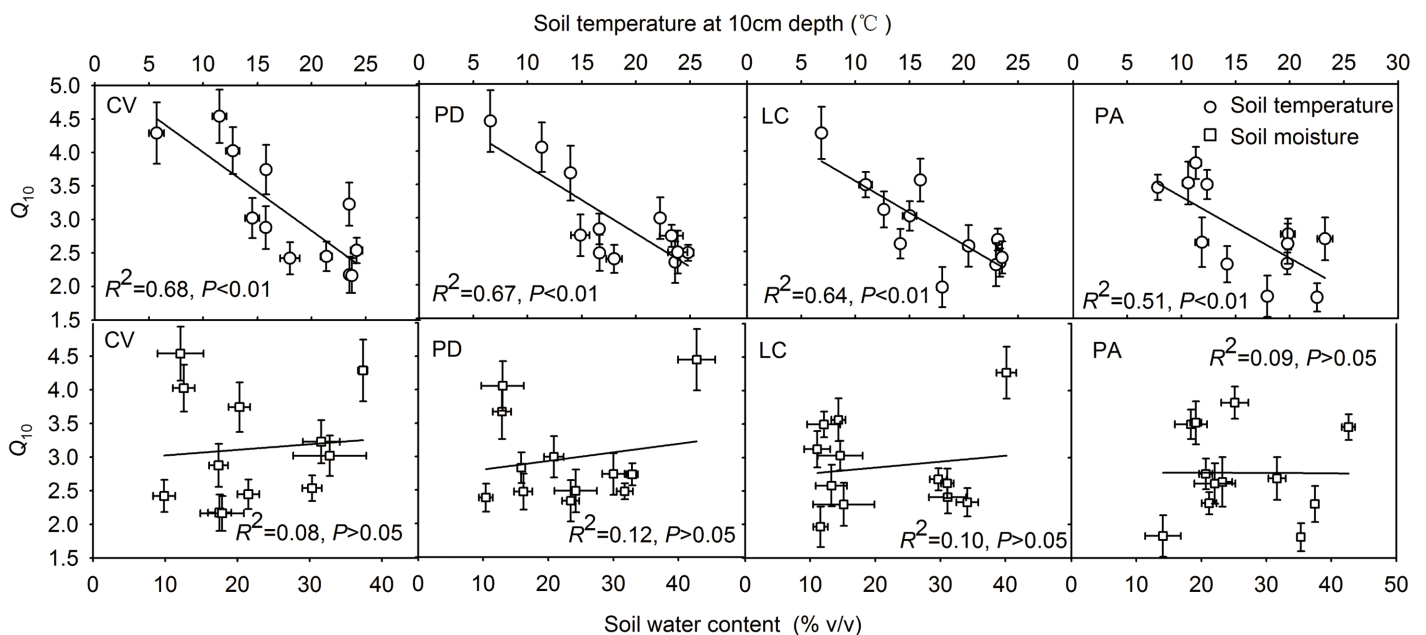 Soil temperature at 10cm depth (℃)
0 5 10 15 20 25 0 5 10 15 20 25 0 5 10 15 20 25 0 5 10 15 20 25 30
5.0
4.5
4.0
3.5
3.0
2.5
2.0
1.5
Q10
CV
R2=0.68, P<0.01
PD
R2=0.67, P<0.01
LC
R2=0.64, P<0.01
PA
R2=0.51, P<0.01
Soil temperature
Soil moisture
4.5
4.0
3.5
3.0
2.5
2.0
1.5
Q10
CV
R2=0.08, P>0.05
PD
R2=0.12, P>0.05
LC
R2=0.10, P>0.05
PA
R2=0.09, P>0.05
0 10 20 30 40 0 10 20 30 40 0 10 20 30 40 0 10 20 30 40 50
Soil water content (% v/v)